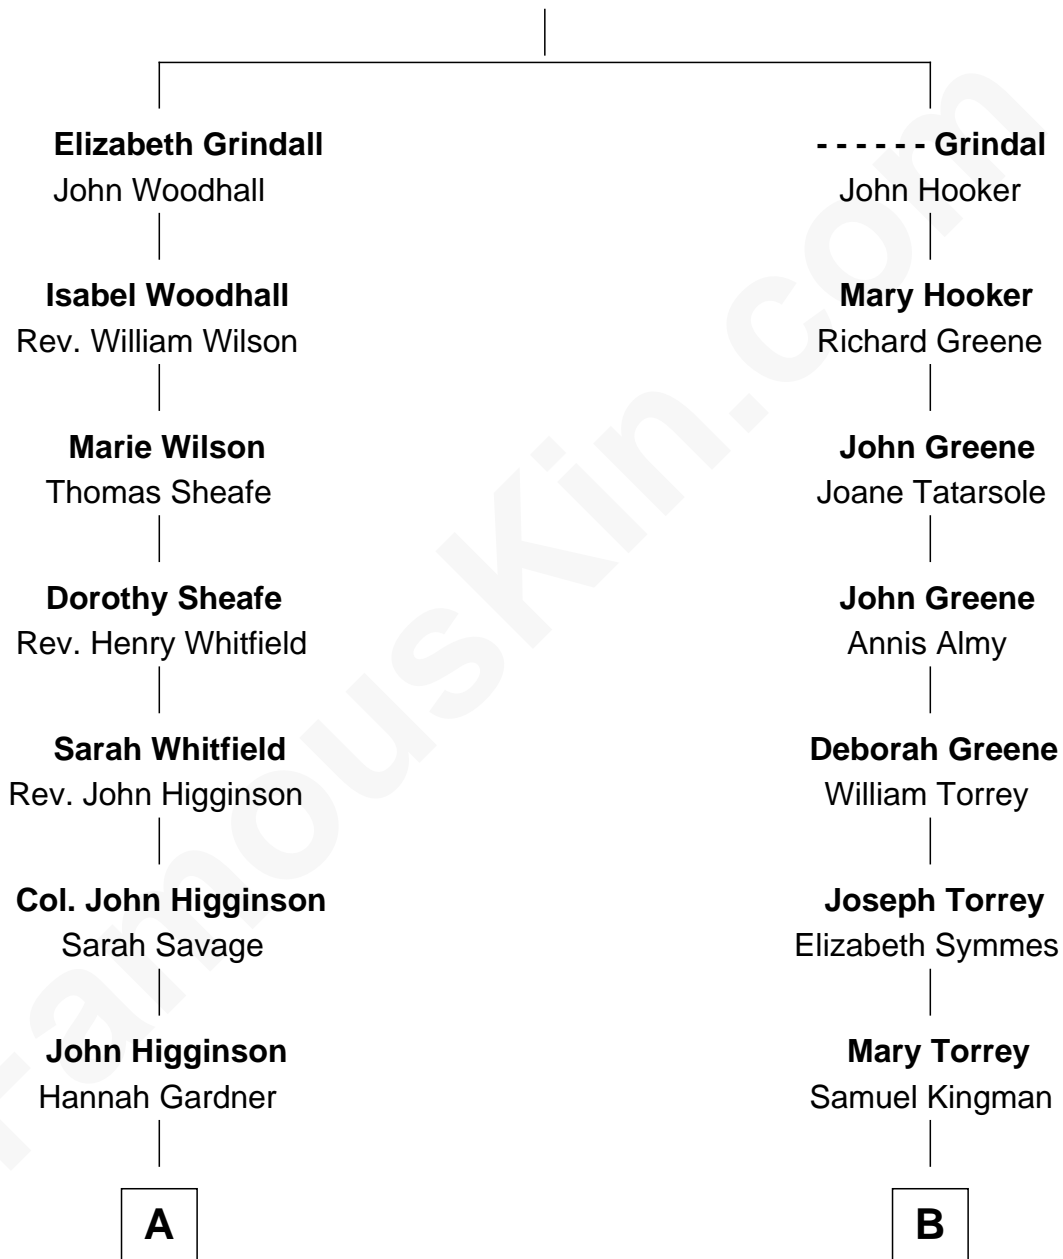 Elizabeth Grindall
John Woodhall
Isabel Woodhall
Rev. William Wilson
Marie Wilson
Thomas Sheafe
Dorothy Sheafe
Rev. Henry Whitfield
Sarah Whitfield
Rev. John Higginson
Col. John Higginson
Sarah Savage
John Higginson
Hannah Gardner
A
- - - - - - Grindal
John Hooker
Mary Hooker
Richard Greene
John Greene
Joane Tatarsole
John Greene
Annis Almy
Deborah Greene
William Torrey
Joseph Torrey
Elizabeth Symmes
Mary Torrey
Samuel Kingman
B
FamousKin.com